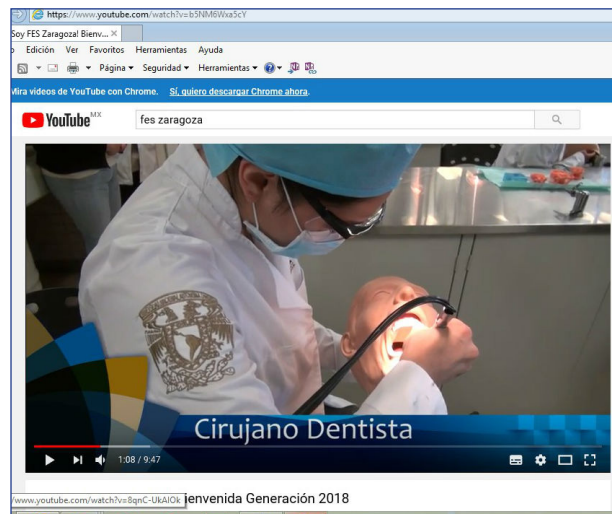 https://www.youtube.com/watch?v=b5NM6Wxa5cY
Soy FES Zaragoza! Bienv... ×
Edición Ver Favoritos Herramientas Ayuda
Página Seguridad Herramientas
Mira videos de YouTube con Chrome. Sí, quiero descargar Chrome ahora.
YouTube MX
fes zaragoza
Cirujano Dentista
1:08 / 9:47
/www.youtube.com/watch?v=8qnC-UkAIOk
ienvenida Generación 2018